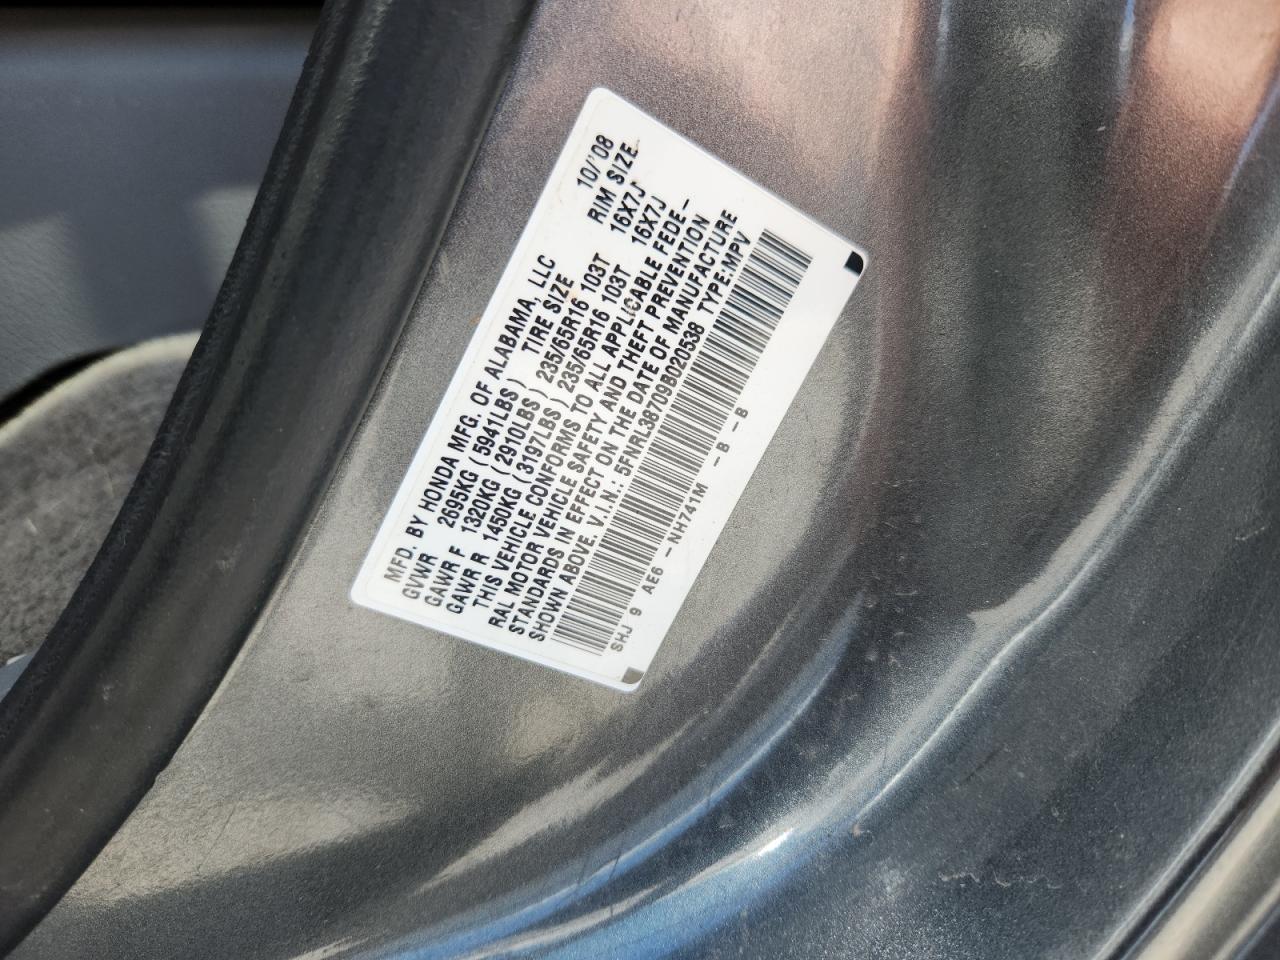 MFD. BY HONDA MFG. OF ALABAMA, LLC 10/'08
GVWR 2695KG (5941LBS) TIRE SIZE RIM SIZE
GAWR F 1320KG (2910LBS) 235/65R16 103T 16X7J
GAWR R 1450KG (3197LBS) 235/65R16 103T 16X7J
THIS VEHICLE CONFORMS TO ALL APPLICABLE FEDE-
RAL MOTOR VEHICLE SAFETY AND THEFT PREVENTION
STANDARDS IN EFFECT ON THE DATE OF MANUFACTURE
SHOWN ABOVE. V.I.N.: 5FNRL38709B020538 TYPE:MPV
SHJ 9 AE6 - NH741M - B - B